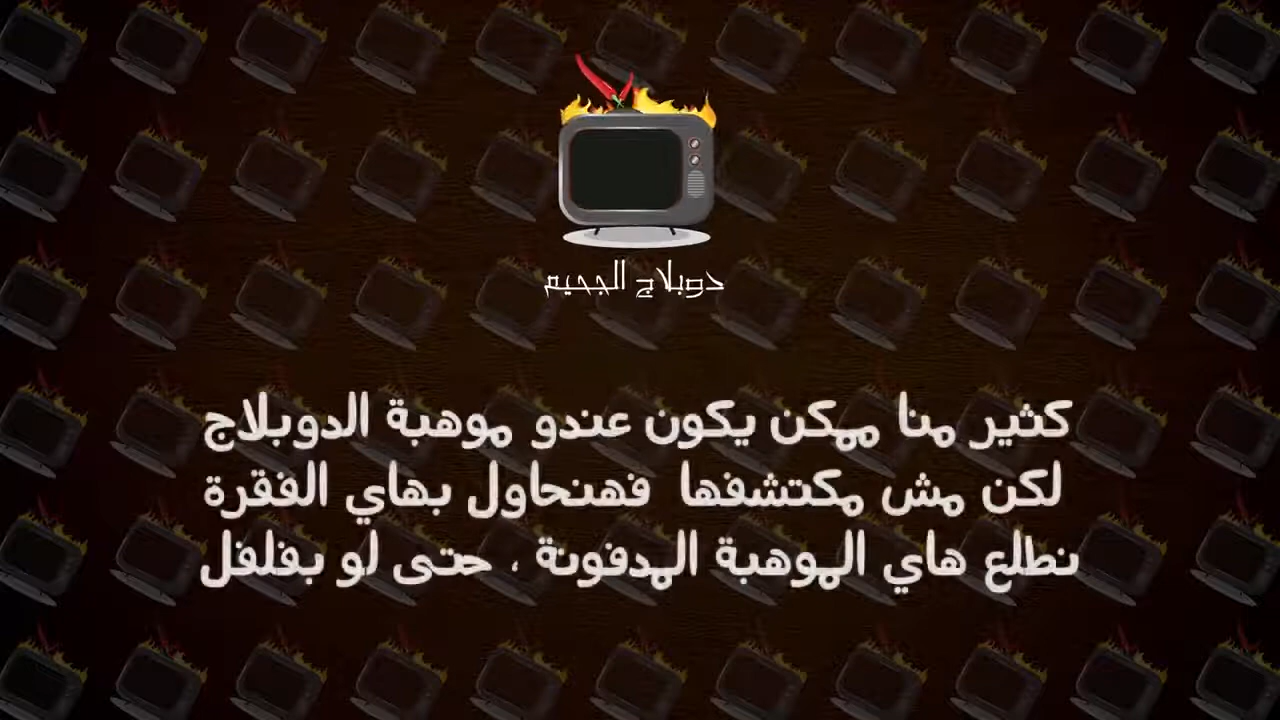 دوبلاج الجحيم
كثير منا ممكن يكون عندو موهبة الدوبلاج
لكن مش مكتشفها فهنحاول بهاي الفقرة
نطلع هاي الموهبة المدفونة ، حتى لو بفلفل